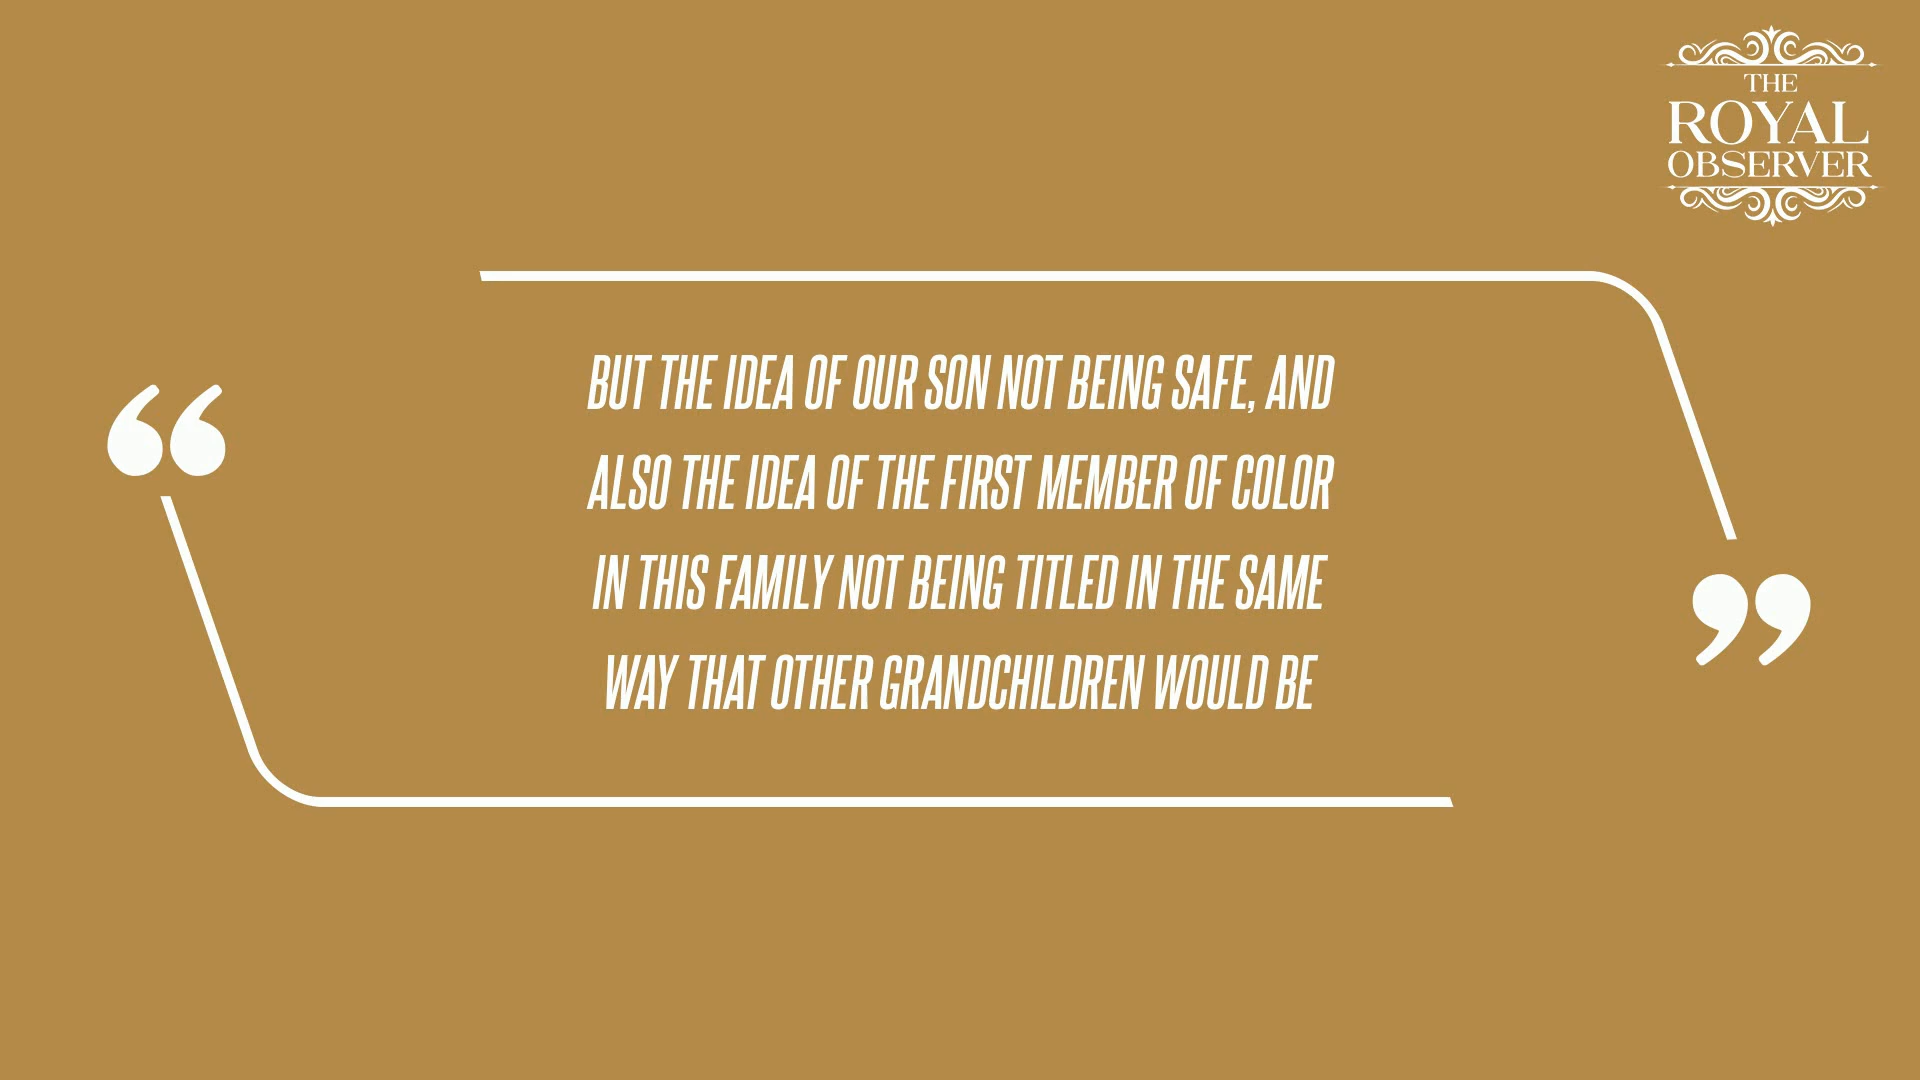 THE
ROYAL
OBSERVER
“
BUT THE IDEA OF OUR SON NOT BEING SAFE, AND
ALSO THE IDEA OF THE FIRST MEMBER OF COLOR
IN THIS FAMILY NOT BEING TITLED IN THE SAME
WAY THAT OTHER GRANDCHILDREN WOULD BE
”